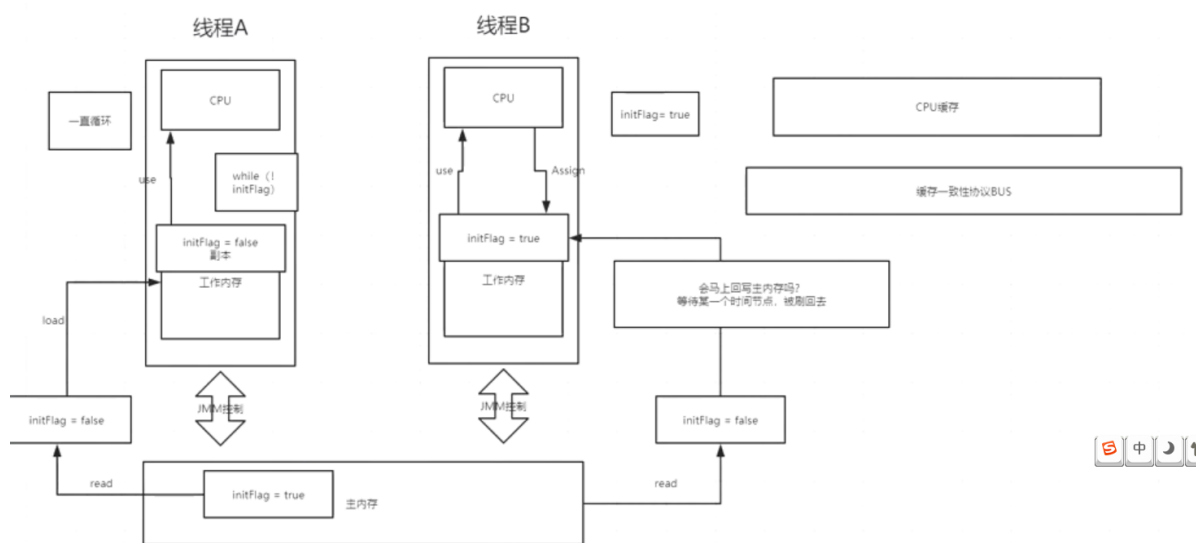 线程A
线程B
CPU
CPU
一直循环
initFlag= true
CPU缓存
while（!
initFlag）
use
use
Assign
缓存一致性协议BUS
initFlag = false
副本
initFlag = true
工作内存
工作内存
会马上回写主内存吗?
等待某一个时间节点，被刷回去
load
JMM控制
JMM控制
initFlag = false
initFlag = false
中
read
initFlag = true
主内存
read